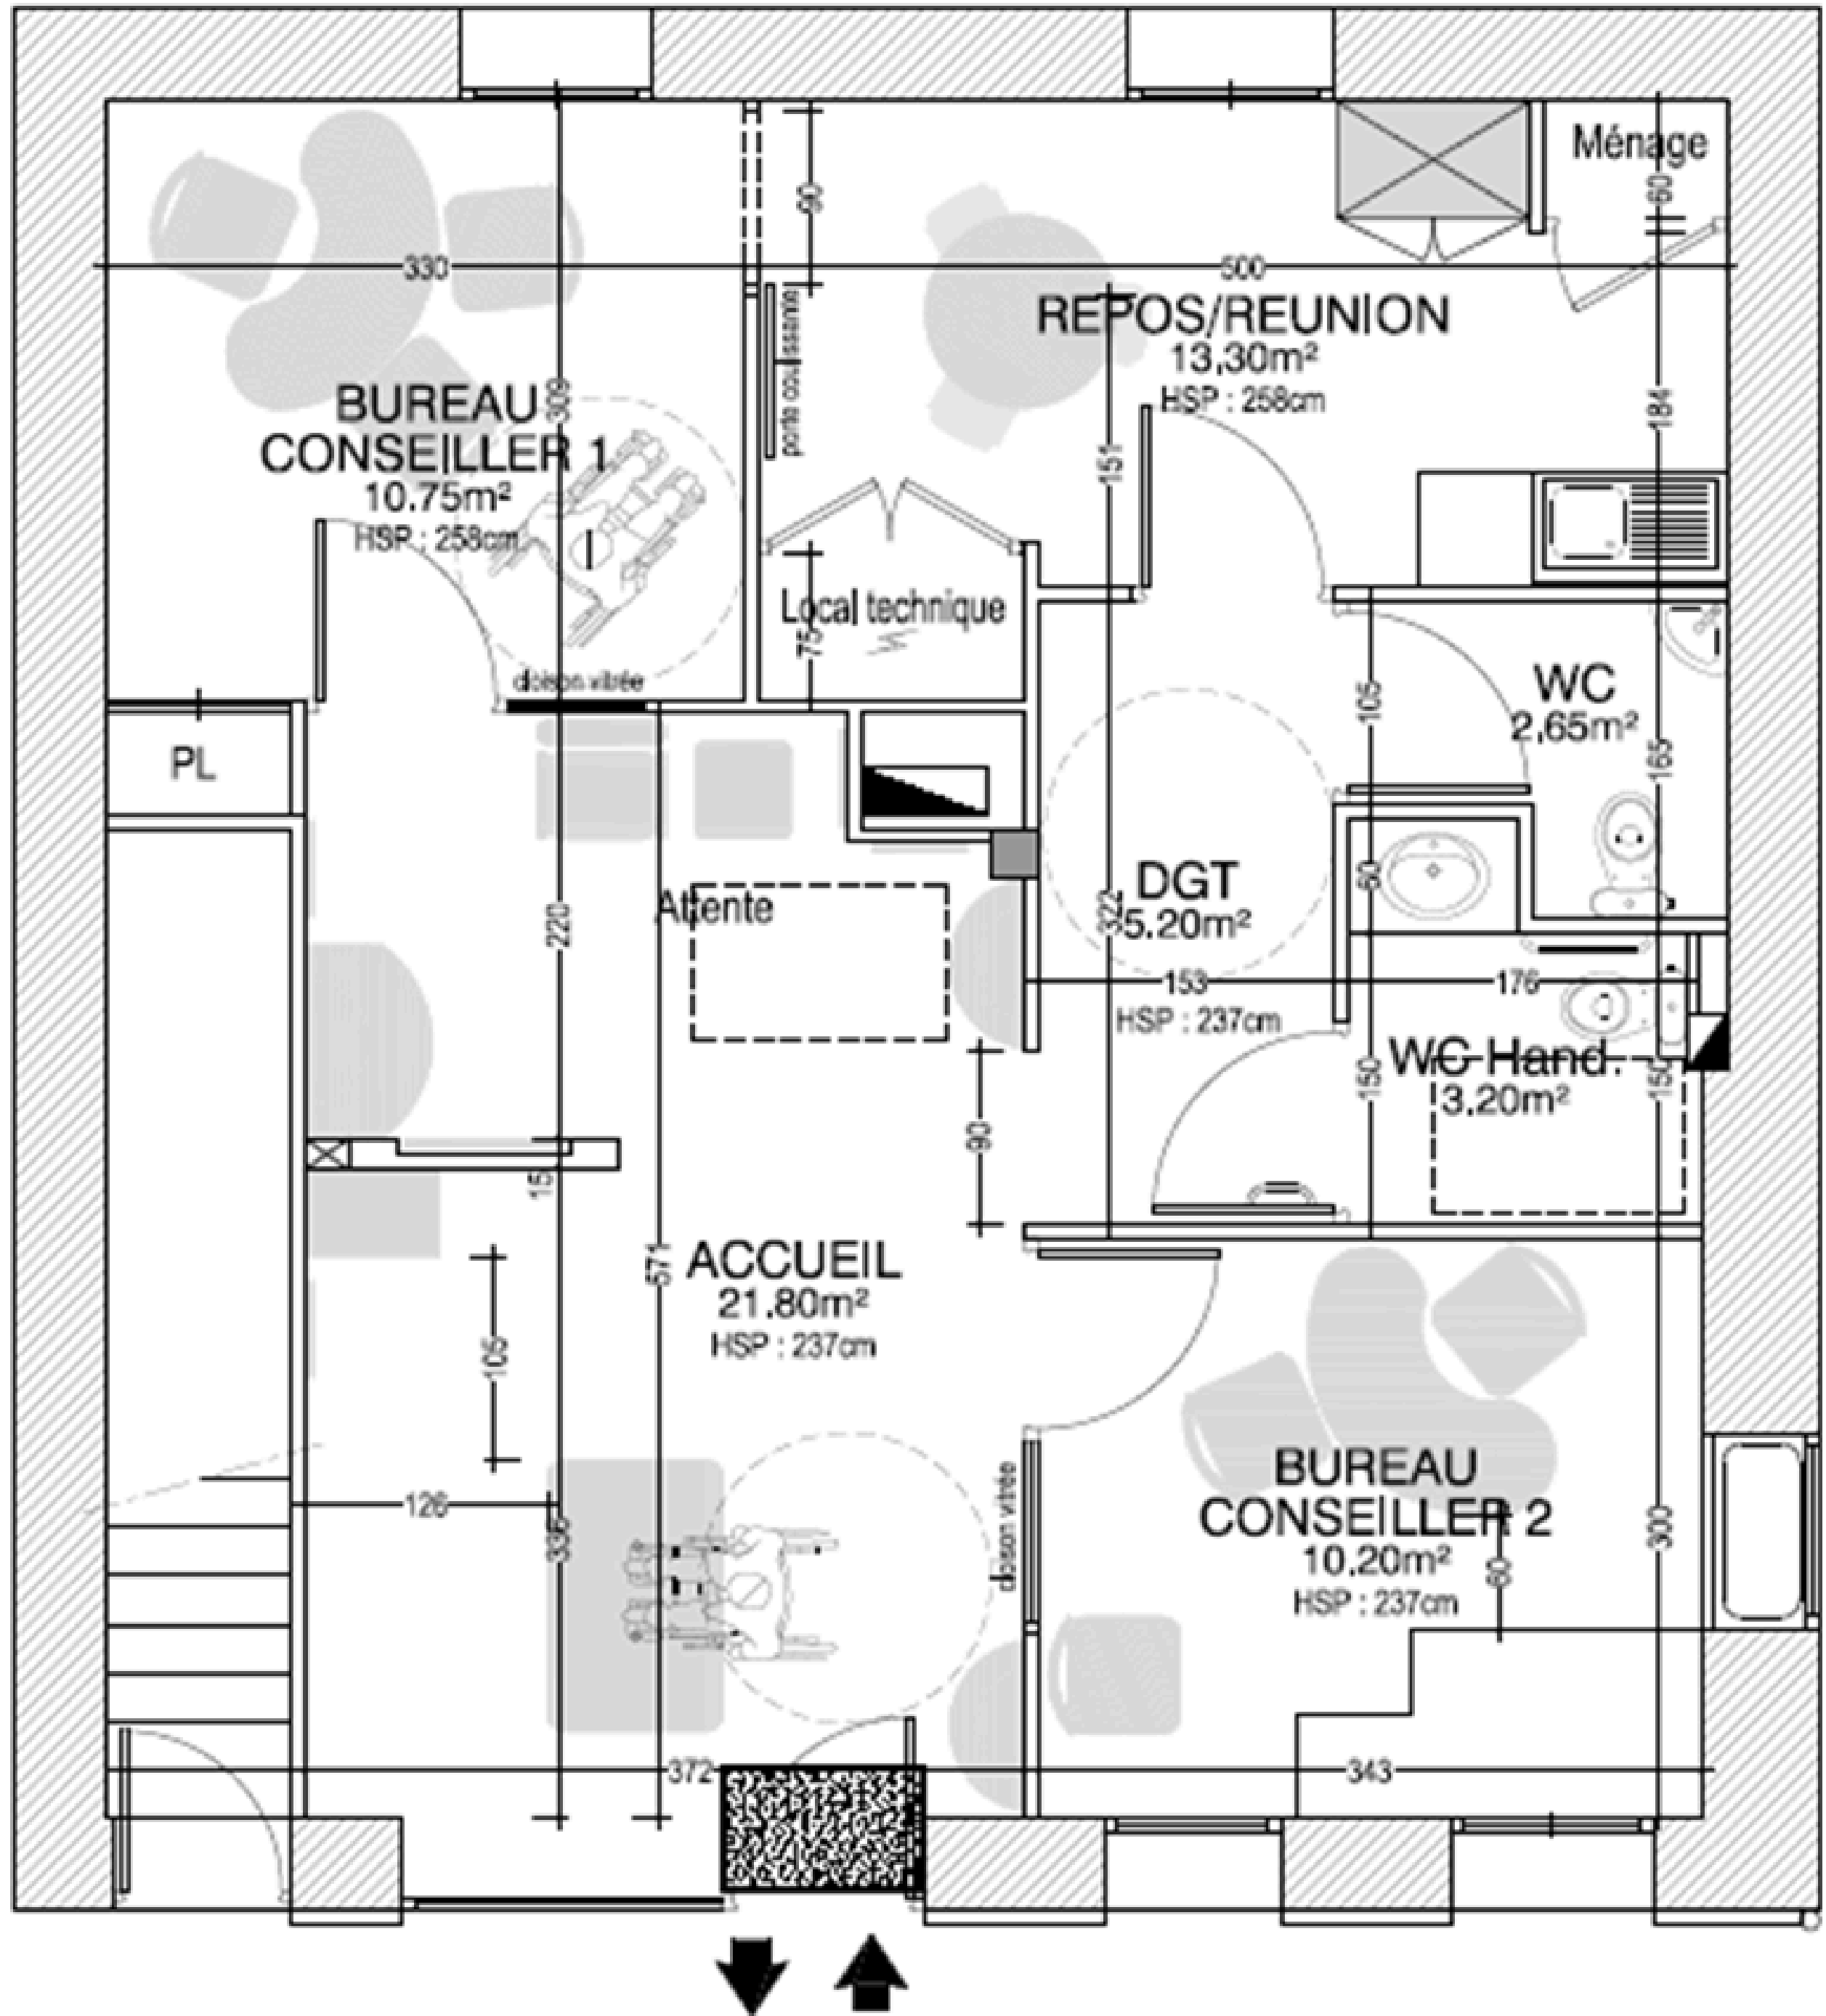 Ménage
60
90
330
500
porte coulissante
REPOS/REUNION
13,30m²
HSP : 258cm
BUREAU
CONSEILLER 1
10.75m²
HSP : 258cm
309
184
151
Local technique
75
cloison vitrée
WC
2,65m²
105
165
PL
60
DGT
5.20m²
322
Attente
220
153
176
HSP : 237cm
WC Hand.
3.20m²
150
150
90
15
ACCUEIL
21.80m²
HSP : 237cm
571
105
126
335
cloison vitrée
BUREAU
CONSEILLER 2
10.20m²
HSP : 237cm
60
300
372
343